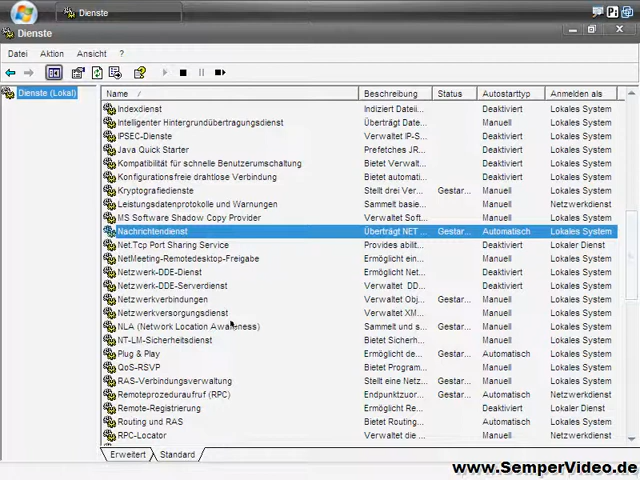 Dienste
Dienste
Datei Aktion Ansicht ?
Dienste (Lokal)
Name Beschreibung Status Autostarttyp Anmelden als
Indexdienst Indiziert Datei... Deaktiviert Lokales System
Intelligenter Hintergrundübertragungsdienst Überträgt Date... Manuell Lokales System
IPSEC-Dienste Verwaltet IP-S... Deaktiviert Lokales System
Java Quick Starter Prefetches JR... Deaktiviert Lokales System
Kompatibilität für schnelle Benutzerumschaltung Bietet Verwalt... Deaktiviert Lokales System
Konfigurationsfreie drahtlose Verbindung Bietet automati... Deaktiviert Lokales System
Kryptografiedienste Stellt drei Ver... Gestar... Manuell Lokales System
Leistungsdatenprotokolle und Warnungen Sammelt basie... Manuell Netzwerkdienst
MS Software Shadow Copy Provider Verwaltet Soft... Manuell Lokales System
Nachrichtendienst Überträgt NET ... Gestar... Automatisch Lokales System
Net.Tcp Port Sharing Service Provides abilit... Deaktiviert Lokaler Dienst
NetMeeting-Remotedesktop-Freigabe Ermöglicht ein... Manuell Lokales System
Netzwerk-DDE-Dienst Ermöglicht Net... Deaktiviert Lokales System
Netzwerk-DDE-Serverdienst Verwaltet DD... Deaktiviert Lokales System
Netzwerkverbindungen Verwaltet Obj... Gestar... Manuell Lokales System
Netzwerkversorgungsdienst Verwaltet XM... Manuell Lokales System
NLA (Network Location Awareness) Sammelt und s... Gestar... Manuell Lokales System
NT-LM-Sicherheitsdienst Bietet Sicherh... Manuell Lokales System
Plug & Play Ermöglicht de... Gestar... Automatisch Lokales System
QoS-RSVP Bietet Program... Manuell Lokales System
RAS-Verbindungsverwaltung Stellt eine Netz... Gestar... Manuell Lokales System
Remoteprozeduraufruf (RPC) Endpunktzuor... Gestar... Automatisch Netzwerkdienst
Remote-Registrierung Ermöglicht Re... Deaktiviert Lokaler Dienst
Routing und RAS Bietet Routing... Deaktiviert Lokales System
RPC-Locator Verwaltet die ... Manuell Netzwerkdienst
Erweitert Standard
www.SemperVideo.de